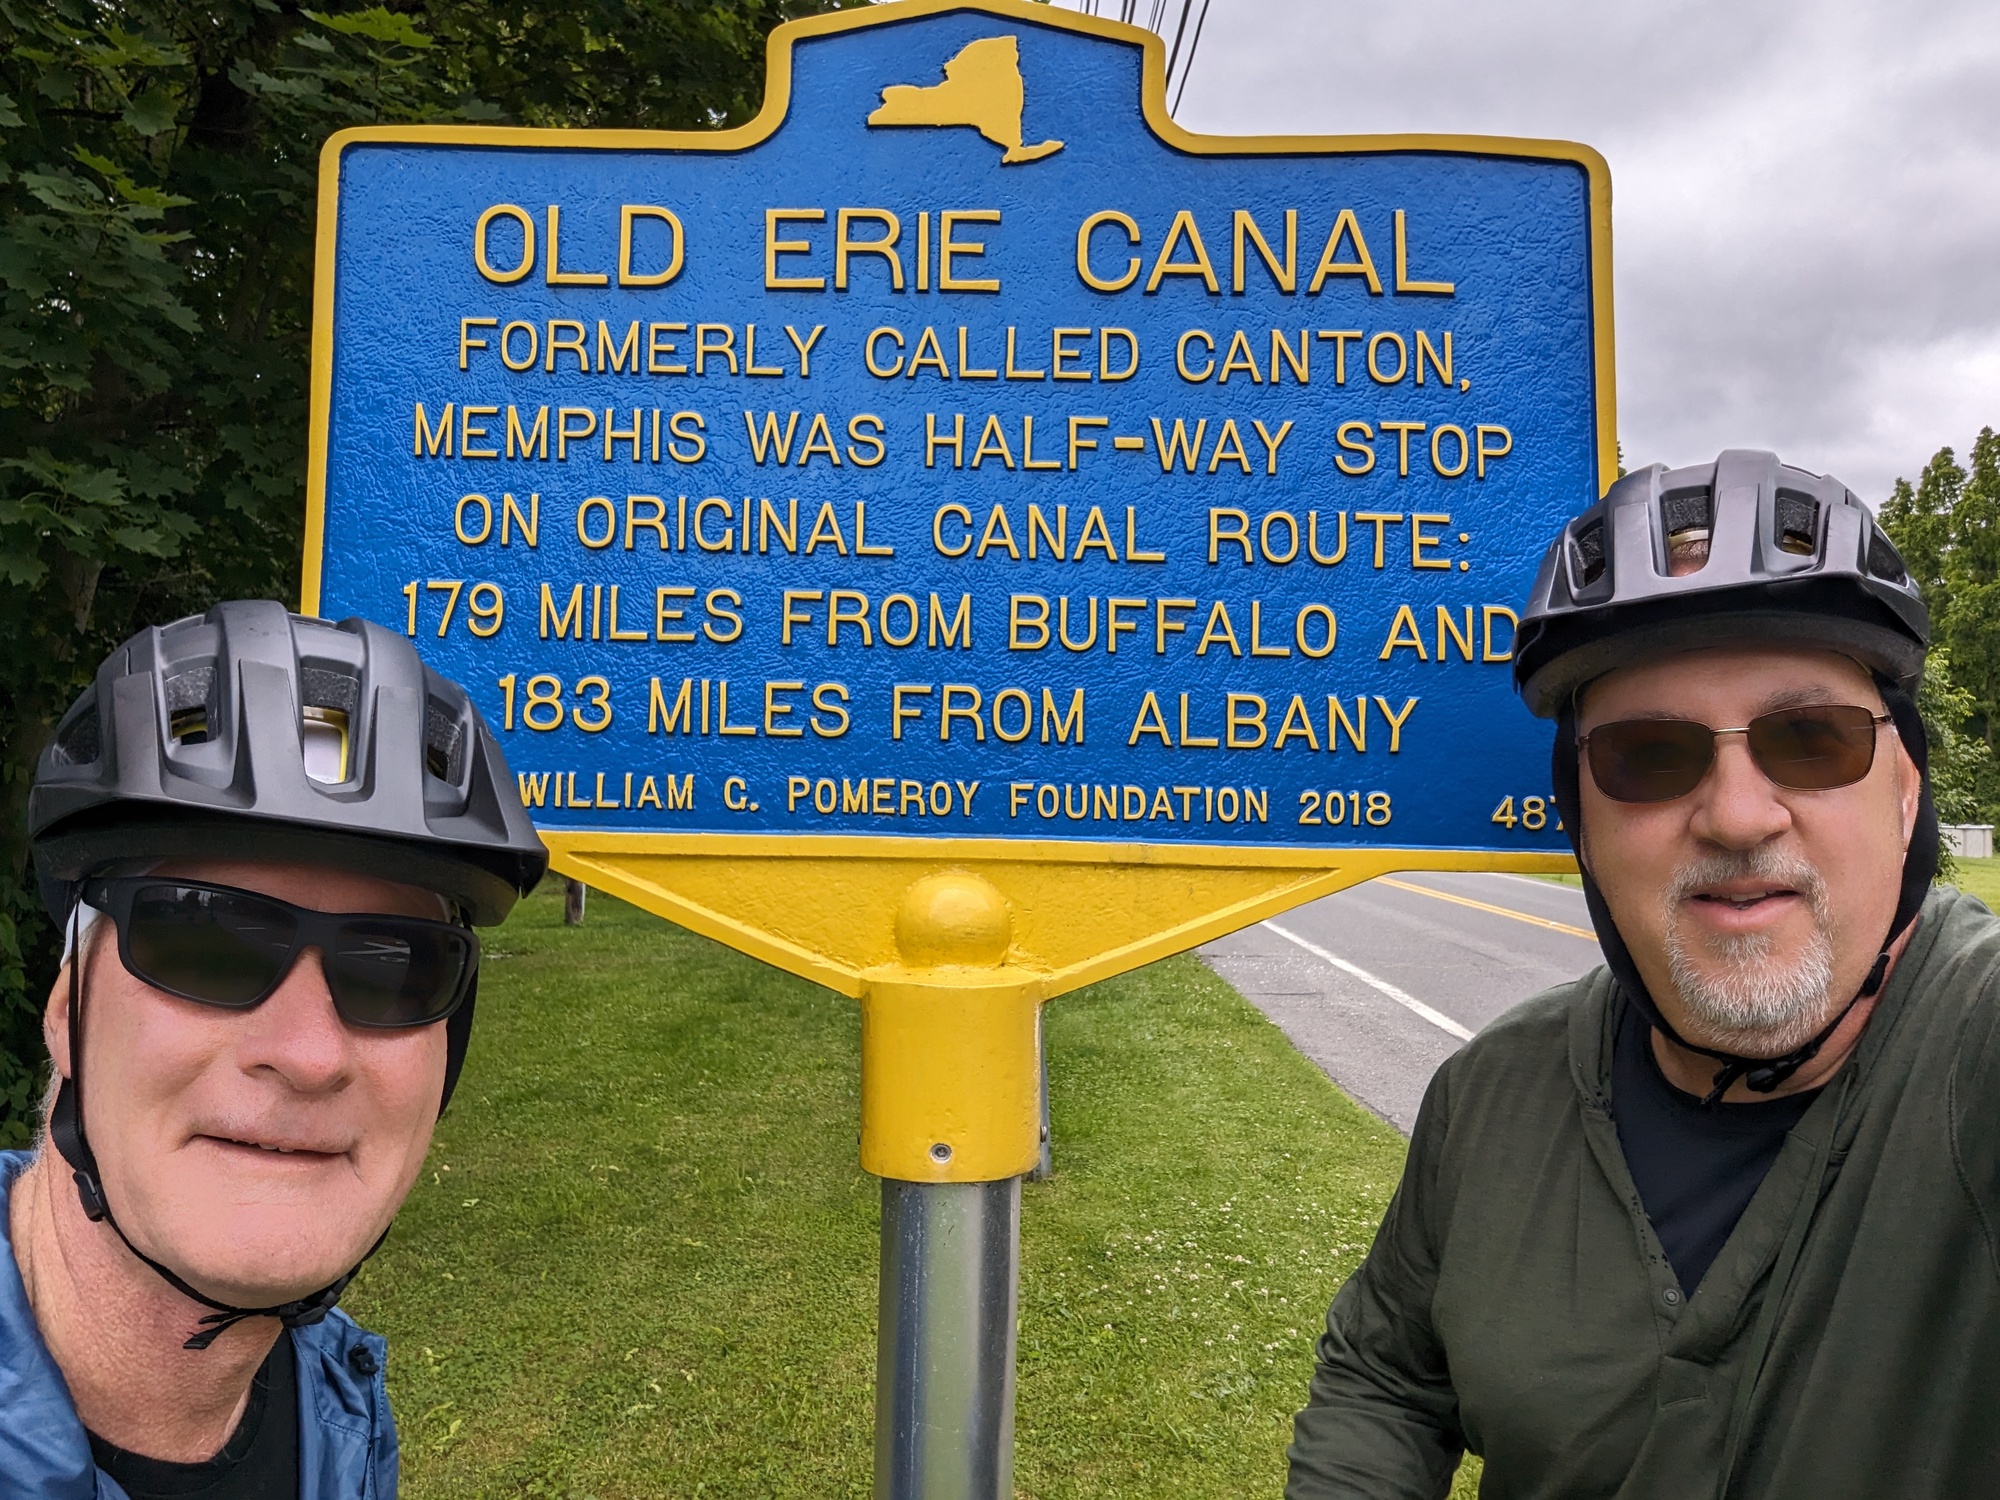 OLD ERIE CANAL
FORMERLY CALLED CANTON,
MEMPHIS WAS HALF-WAY STOP
ON ORIGINAL CANAL ROUTE:
179 MILES FROM BUFFALO AND
183 MILES FROM ALBANY
WILLIAM G. POMEROY FOUNDATION 2018 487